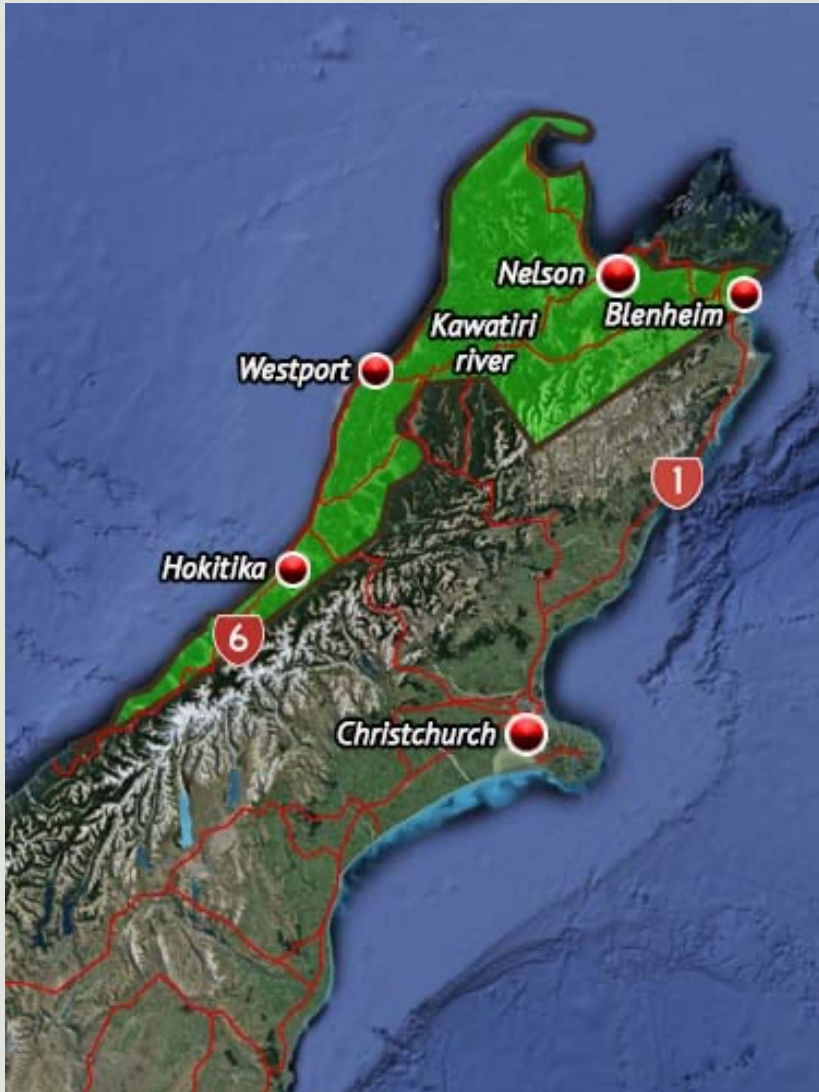 Nelson
Blenheim
Kawatiri
river
Westport
1
Hokitika
6
Christchurch